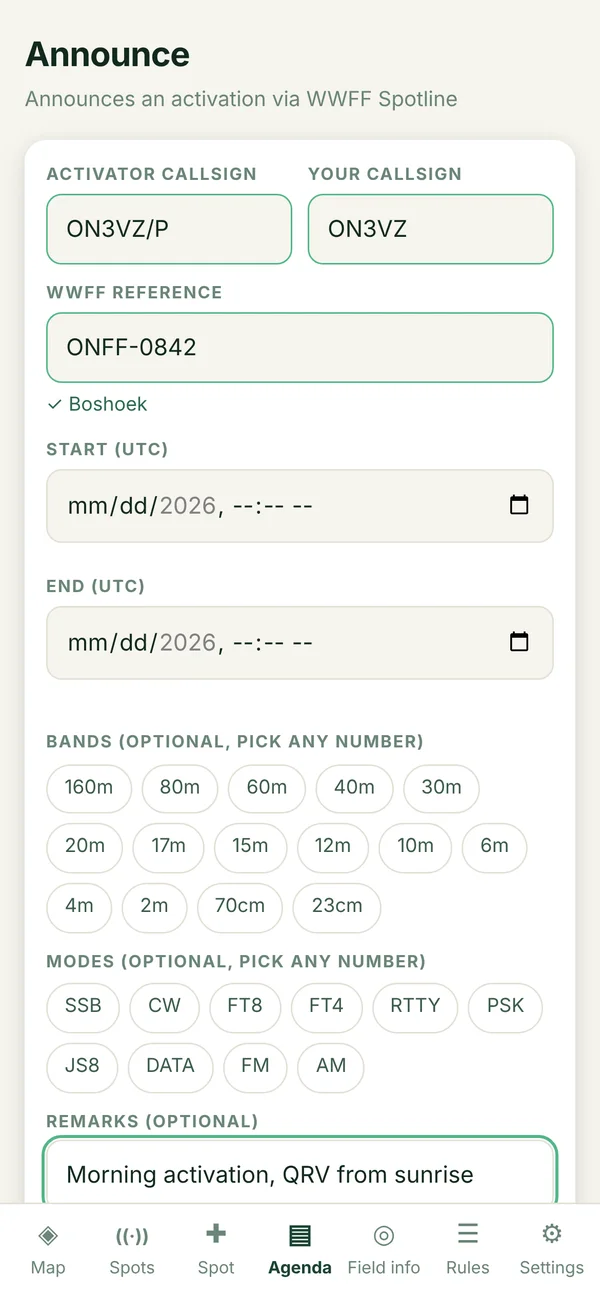 Announce
Announces an activation via WWFF Spotline
ACTIVATOR CALLSIGN YOUR CALLSIGN
ON3VZ/P ON3VZ
WWFF REFERENCE
ONFF-0842
✓ Boshoek
START (UTC)
mm/dd/2026, --:-- --
END (UTC)
mm/dd/2026, --:-- --
BANDS (OPTIONAL, PICK ANY NUMBER)
160m 80m 60m 40m 30m
20m 17m 15m 12m 10m 6m
4m 2m 70cm 23cm
MODES (OPTIONAL, PICK ANY NUMBER)
SSB CW FT8 FT4 RTTY PSK
JS8 DATA FM AM
REMARKS (OPTIONAL)
Morning activation, QRV from sunrise
Map Spots Spot Agenda Field info Rules Settings